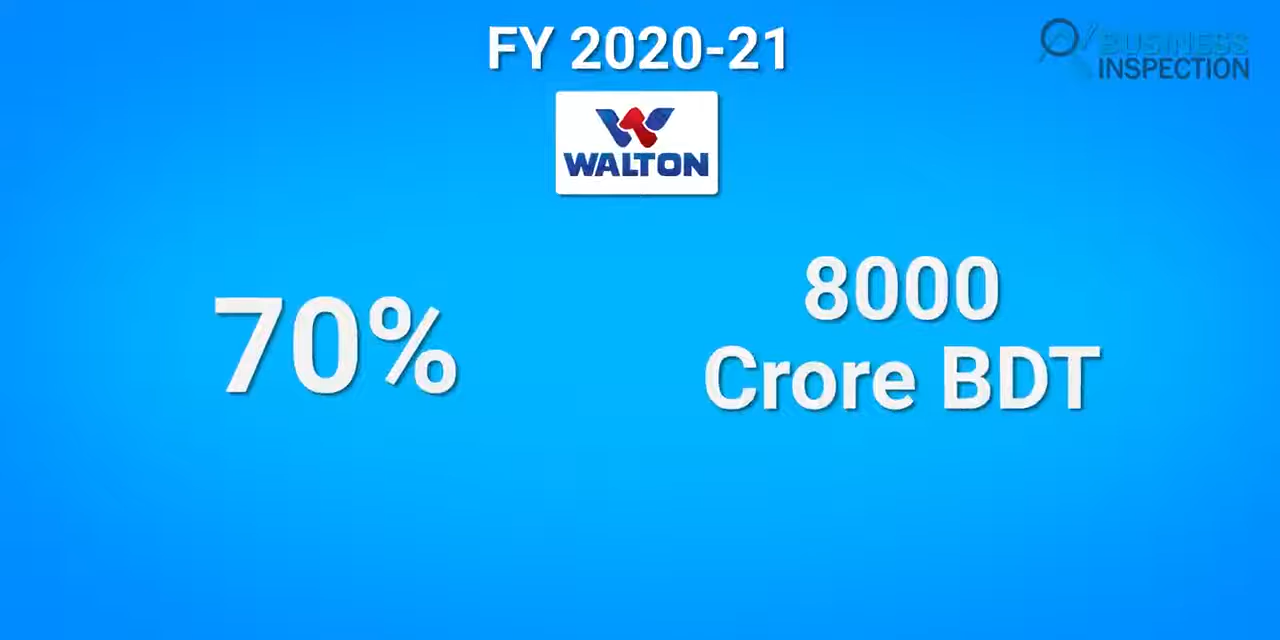 FY 2020-21
BUSINESS
INSPECTION
WALTON
70%
8000
Crore BDT